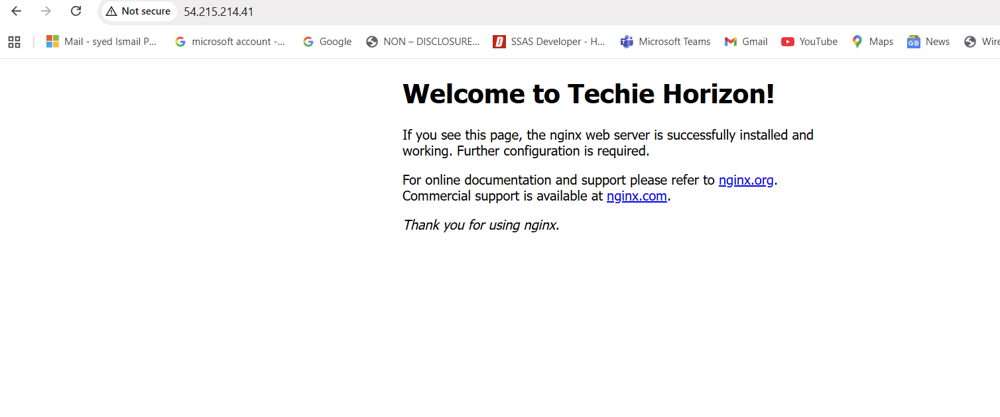 Not secure 54.215.214.41
Mail - syed Ismail P... microsoft account -... Google NON – DISCLOSURE... SSAS Developer - H... Microsoft Teams Gmail YouTube Maps News Wire
Welcome to Techie Horizon!
If you see this page, the nginx web server is successfully installed and
working. Further configuration is required.
For online documentation and support please refer to nginx.org.
Commercial support is available at nginx.com.
Thank you for using nginx.